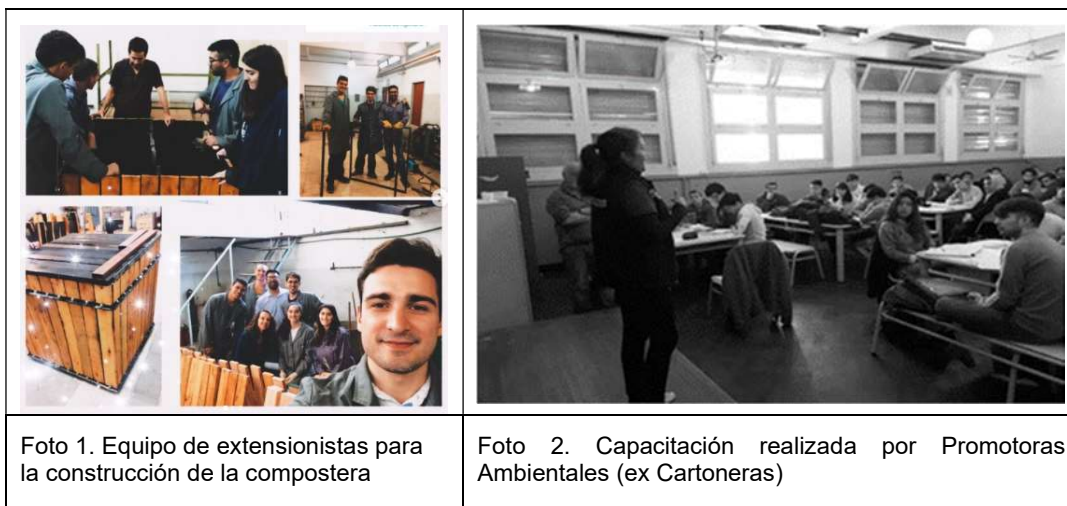 Foto 1. Equipo de extensionistas para
la construcción de la compostera
Foto 2. Capacitación realizada por Promotoras
Ambientales (ex Cartoneras)